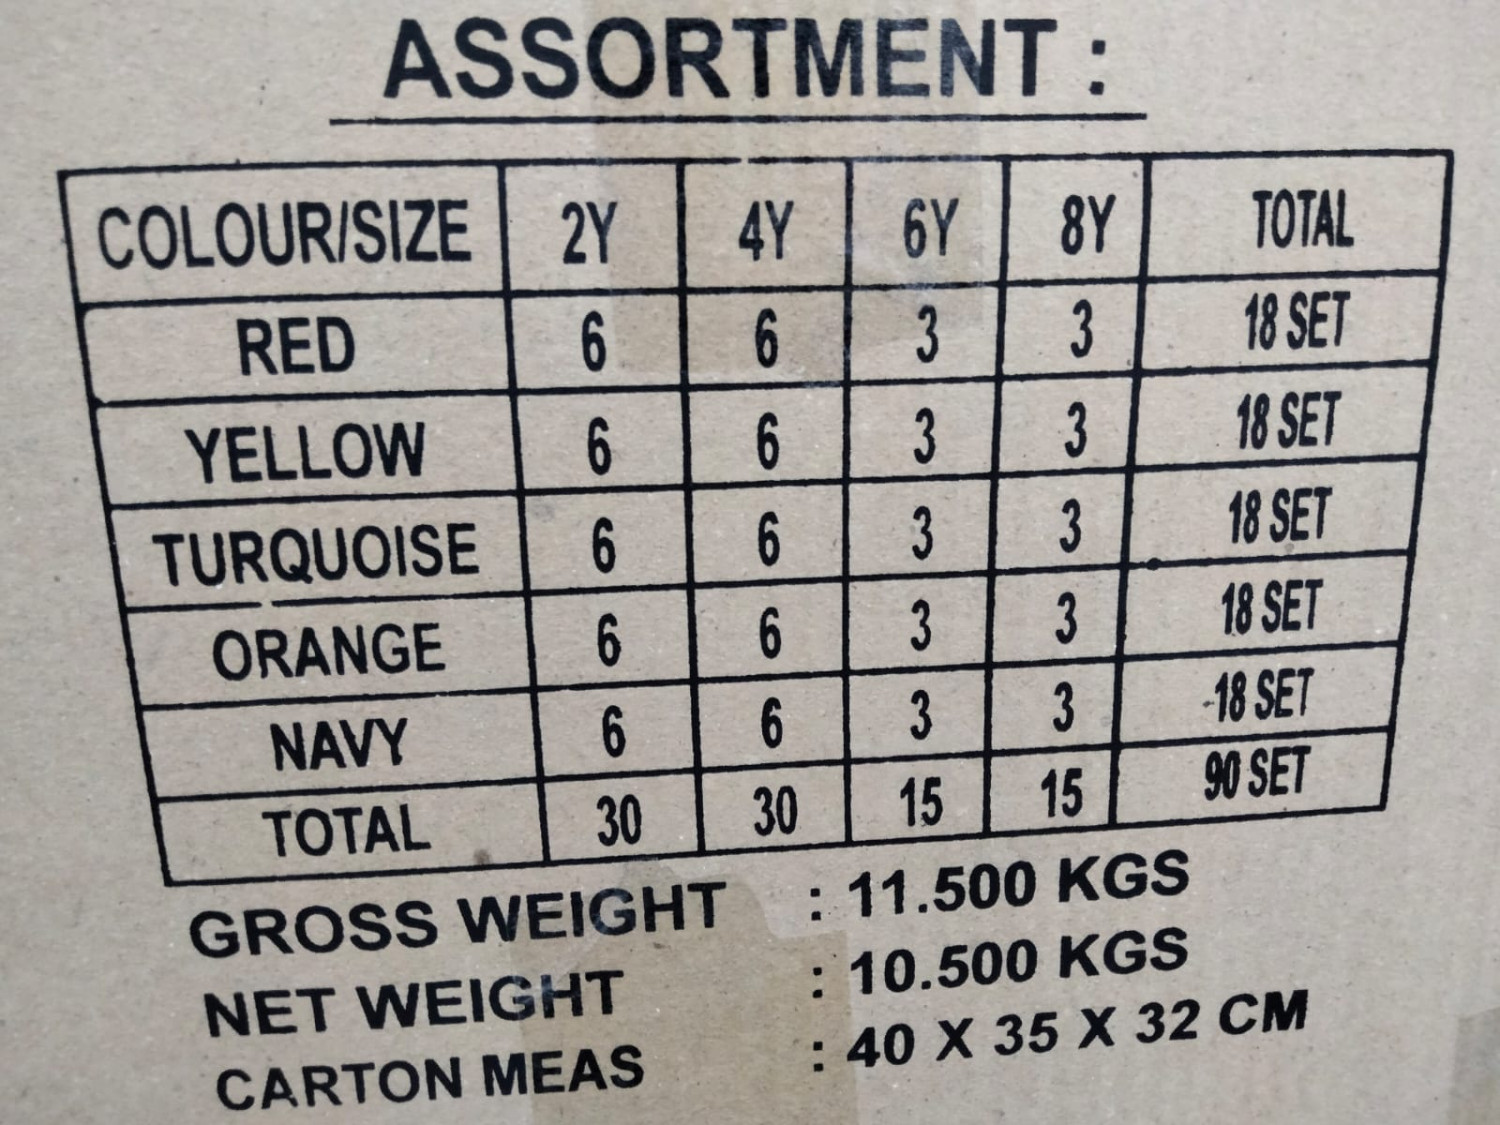 ASSORTMENT :
COLOUR/SIZE 2Y 4Y 6Y 8Y TOTAL
RED 6 6 3 3 18 SET
YELLOW 6 6 3 3 18 SET
TURQUOISE 6 6 3 3 18 SET
ORANGE 6 6 3 3 18 SET
NAVY 6 6 3 3 18 SET
TOTAL 30 30 15 15 90 SET
GROSS WEIGHT : 11.500 KGS
NET WEIGHT : 10.500 KGS
CARTON MEAS : 40 X 35 X 32 CM